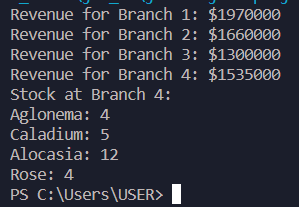 Revenue for Branch 1: $1970000
Revenue for Branch 2: $1660000
Revenue for Branch 3: $1300000
Revenue for Branch 4: $1535000
Stock at Branch 4:
Aglonema: 4
Caladium: 5
Alocasia: 12
Rose: 4
PS C:\Users\USER>